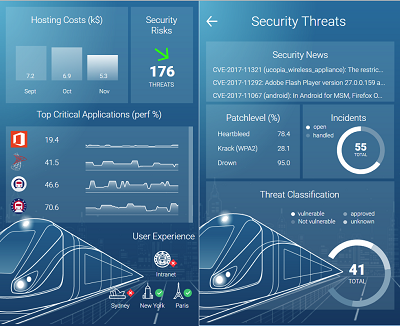 Hosting Costs (k$)
7.2
6.9
5.3
Sept
Oct
Nov
Security
Risks
176
THREATS
Top Critical Applications (perf %)
19.4
41.5
46.6
70.6
User Experience
Intranet
Sydney
New York
Paris
Security Threats
Security News
CVE-2017-11321 (ucopia_wireless_appliance): The restric...
CVE-2017-11292: Adobe Flash Player version 27.0.0.159 a...
CVE-2017-11067 (android): In Android for MSM, Firefox O...
Patchlevel (%)
Heartbleed 78.4
Krack (WPA2) 28.1
Drown 95.0
Incidents
open
handled
55
TOTAL
Threat Classification
vulnerable
approved
Not vulnerable
unknown
41
TOTAL